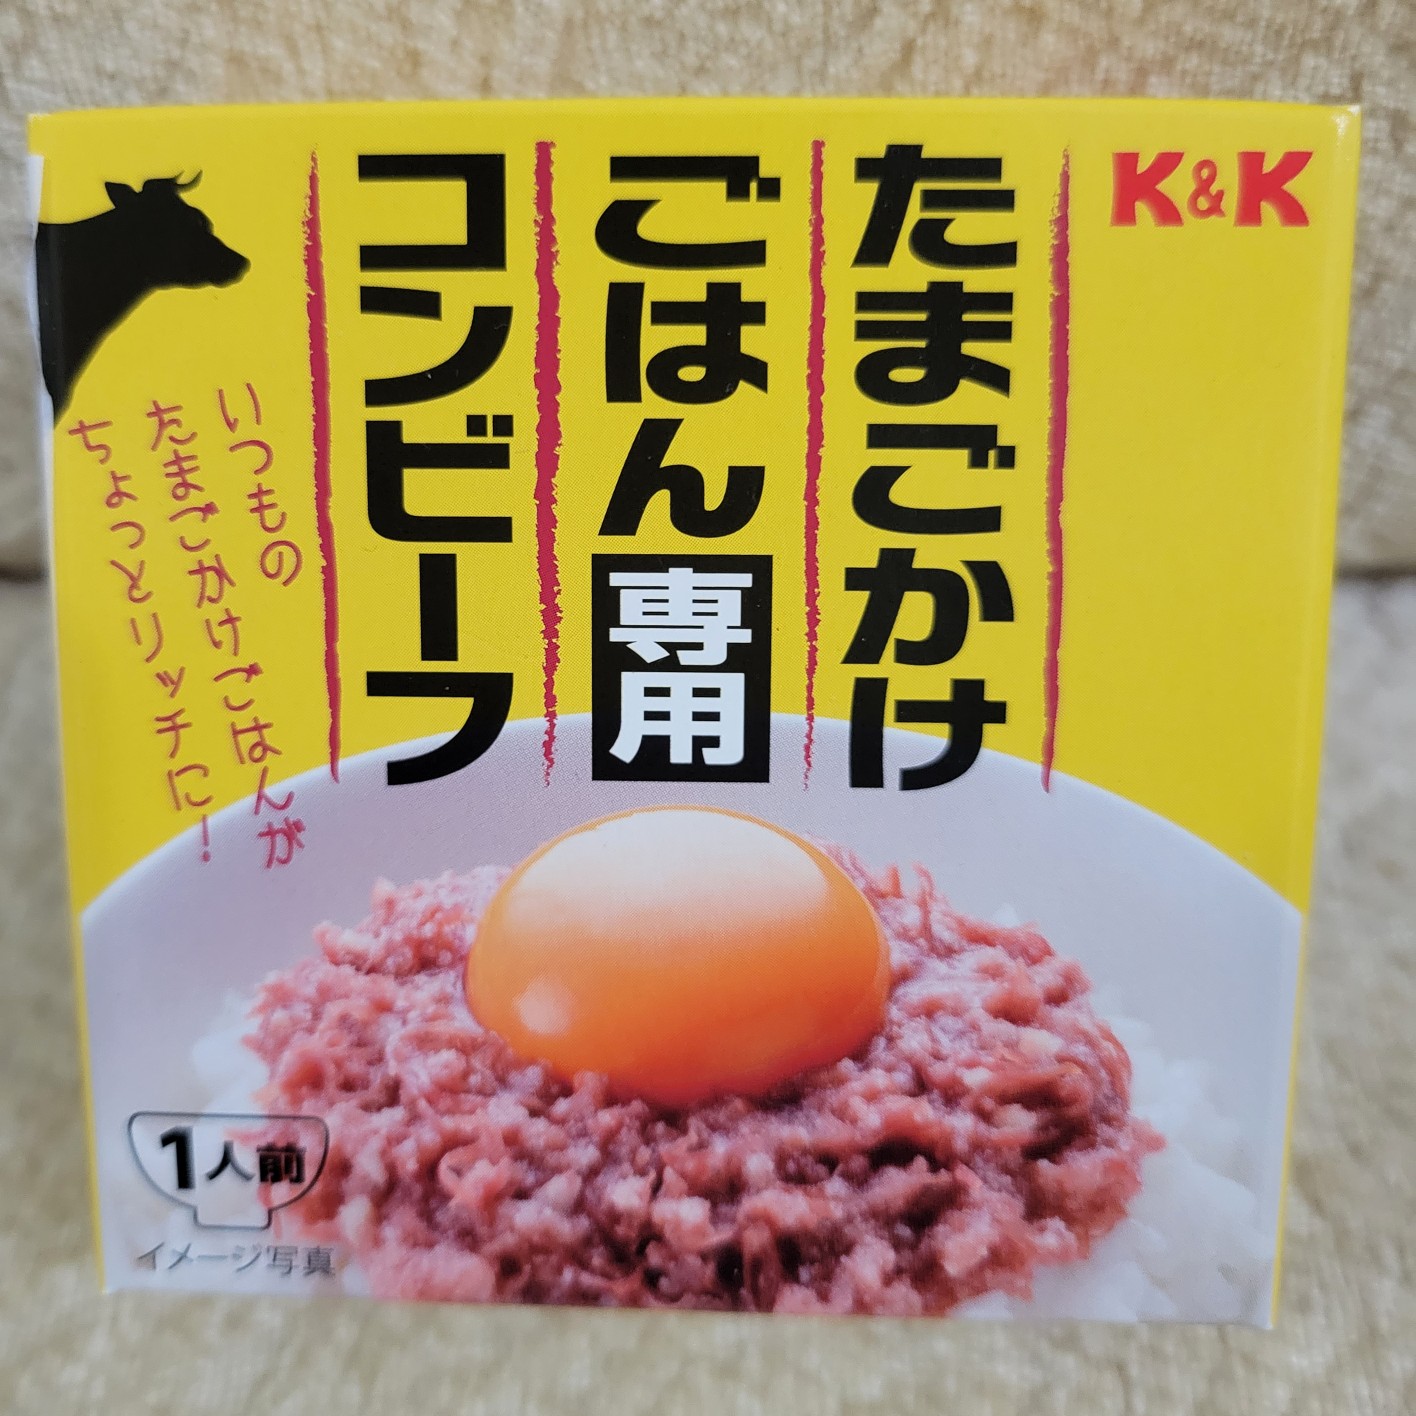 K&K
たまごかけ
ごはん専用
コンビーフ
いつもの
たまごかけごはんが
ちょっとリッチに!
1人前
イメージ写真